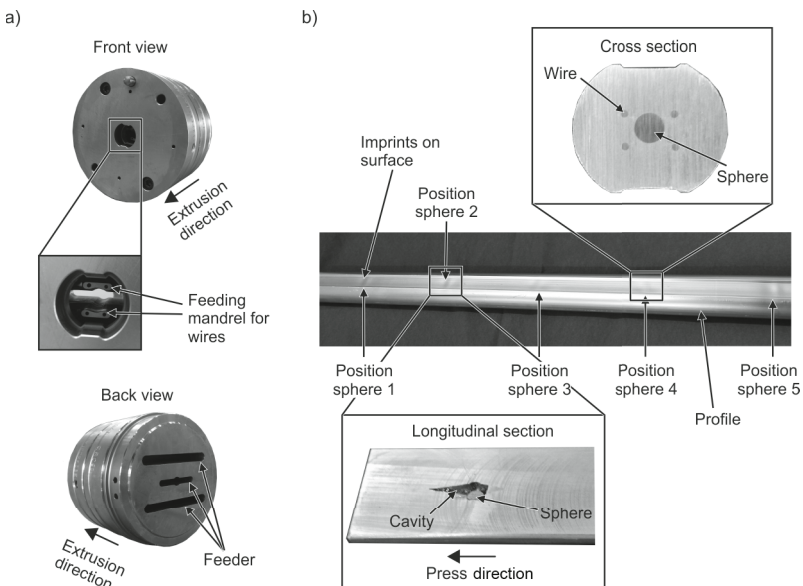 a)
Front view
Extrusion
direction
Feeding
mandrel for
wires
Back view
Extrusion
direction
Feeder
b)
Cross section
Wire
Sphere
Imprints on
surface
Position
sphere 2
Position
sphere 1
Position
sphere 3
Position
sphere 4
Position
sphere 5
Profile
Longitudinal section
Cavity
Sphere
Press direction